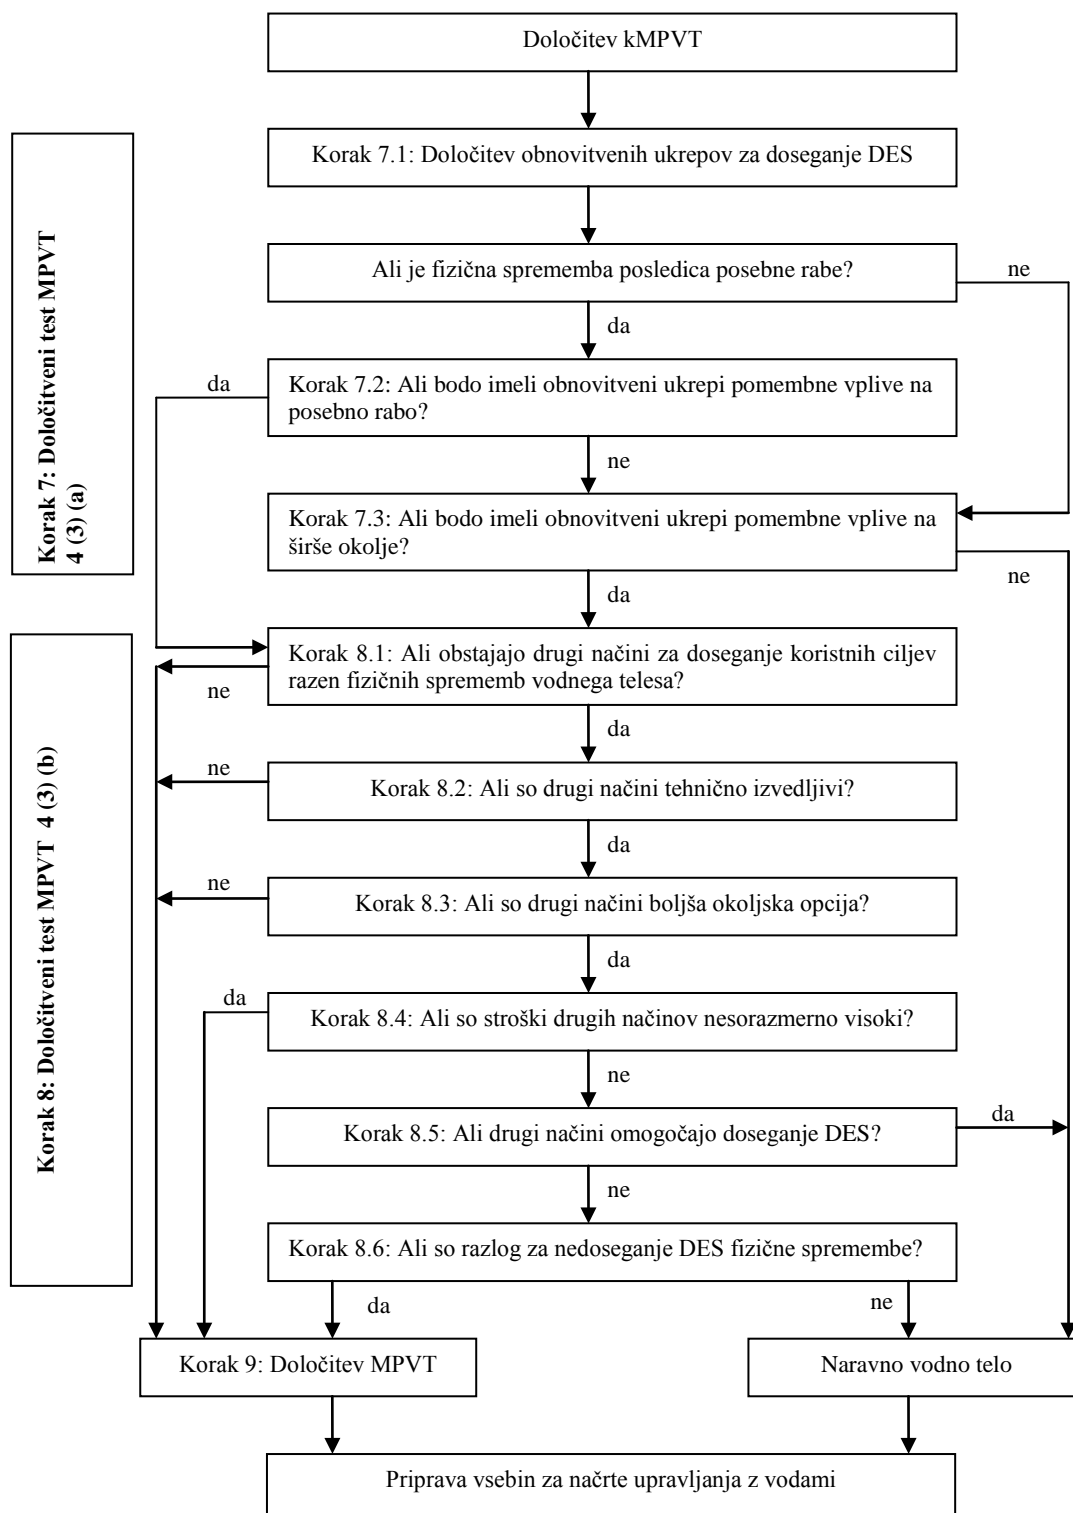 Določitev kMPVT
Korak 7.1: Določitev obnovitvenih ukrepov za doseganje DES
Korak 7: Določitveni test MPVT
4 (3) (a)
Ali je fizična sprememba posledica posebne rabe?
ne
da
da
Korak 7.2: Ali bodo imeli obnovitveni ukrepi pomembne vplive na
posebno rabo?
ne
Korak 7.3: Ali bodo imeli obnovitveni ukrepi pomembne vplive na
širše okolje?
ne
da
Korak 8: Določitveni test MPVT 4 (3) (b)
Korak 8.1: Ali obstajajo drugi načini za doseganje koristnih ciljev
razen fizičnih sprememb vodnega telesa?
ne
da
ne
Korak 8.2: Ali so drugi načini tehnično izvedljivi?
da
ne
Korak 8.3: Ali so drugi načini boljša okoljska opcija?
da
da
Korak 8.4: Ali so stroški drugih načinov nesorazmerno visoki?
ne
Korak 8.5: Ali drugi načini omogočajo doseganje DES?
da
ne
Korak 8.6: Ali so razlog za nedoseganje DES fizične spremembe?
da
ne
Korak 9: Določitev MPVT
Naravno vodno telo
Priprava vsebin za načrte upravljanja z vodami